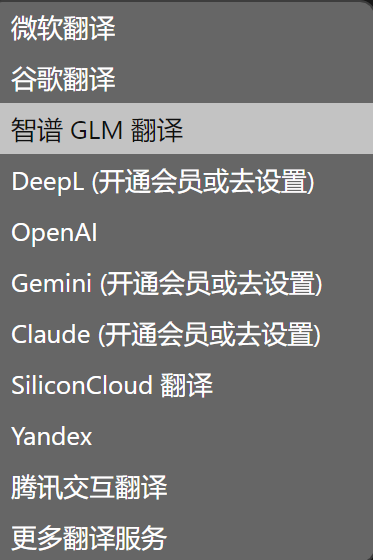 微软翻译
谷歌翻译
智谱 GLM 翻译
DeepL (开通会员或去设置)
OpenAI
Gemini (开通会员或去设置)
Claude (开通会员或去设置)
SiliconCloud 翻译
Yandex
腾讯交互翻译
更多翻译服务